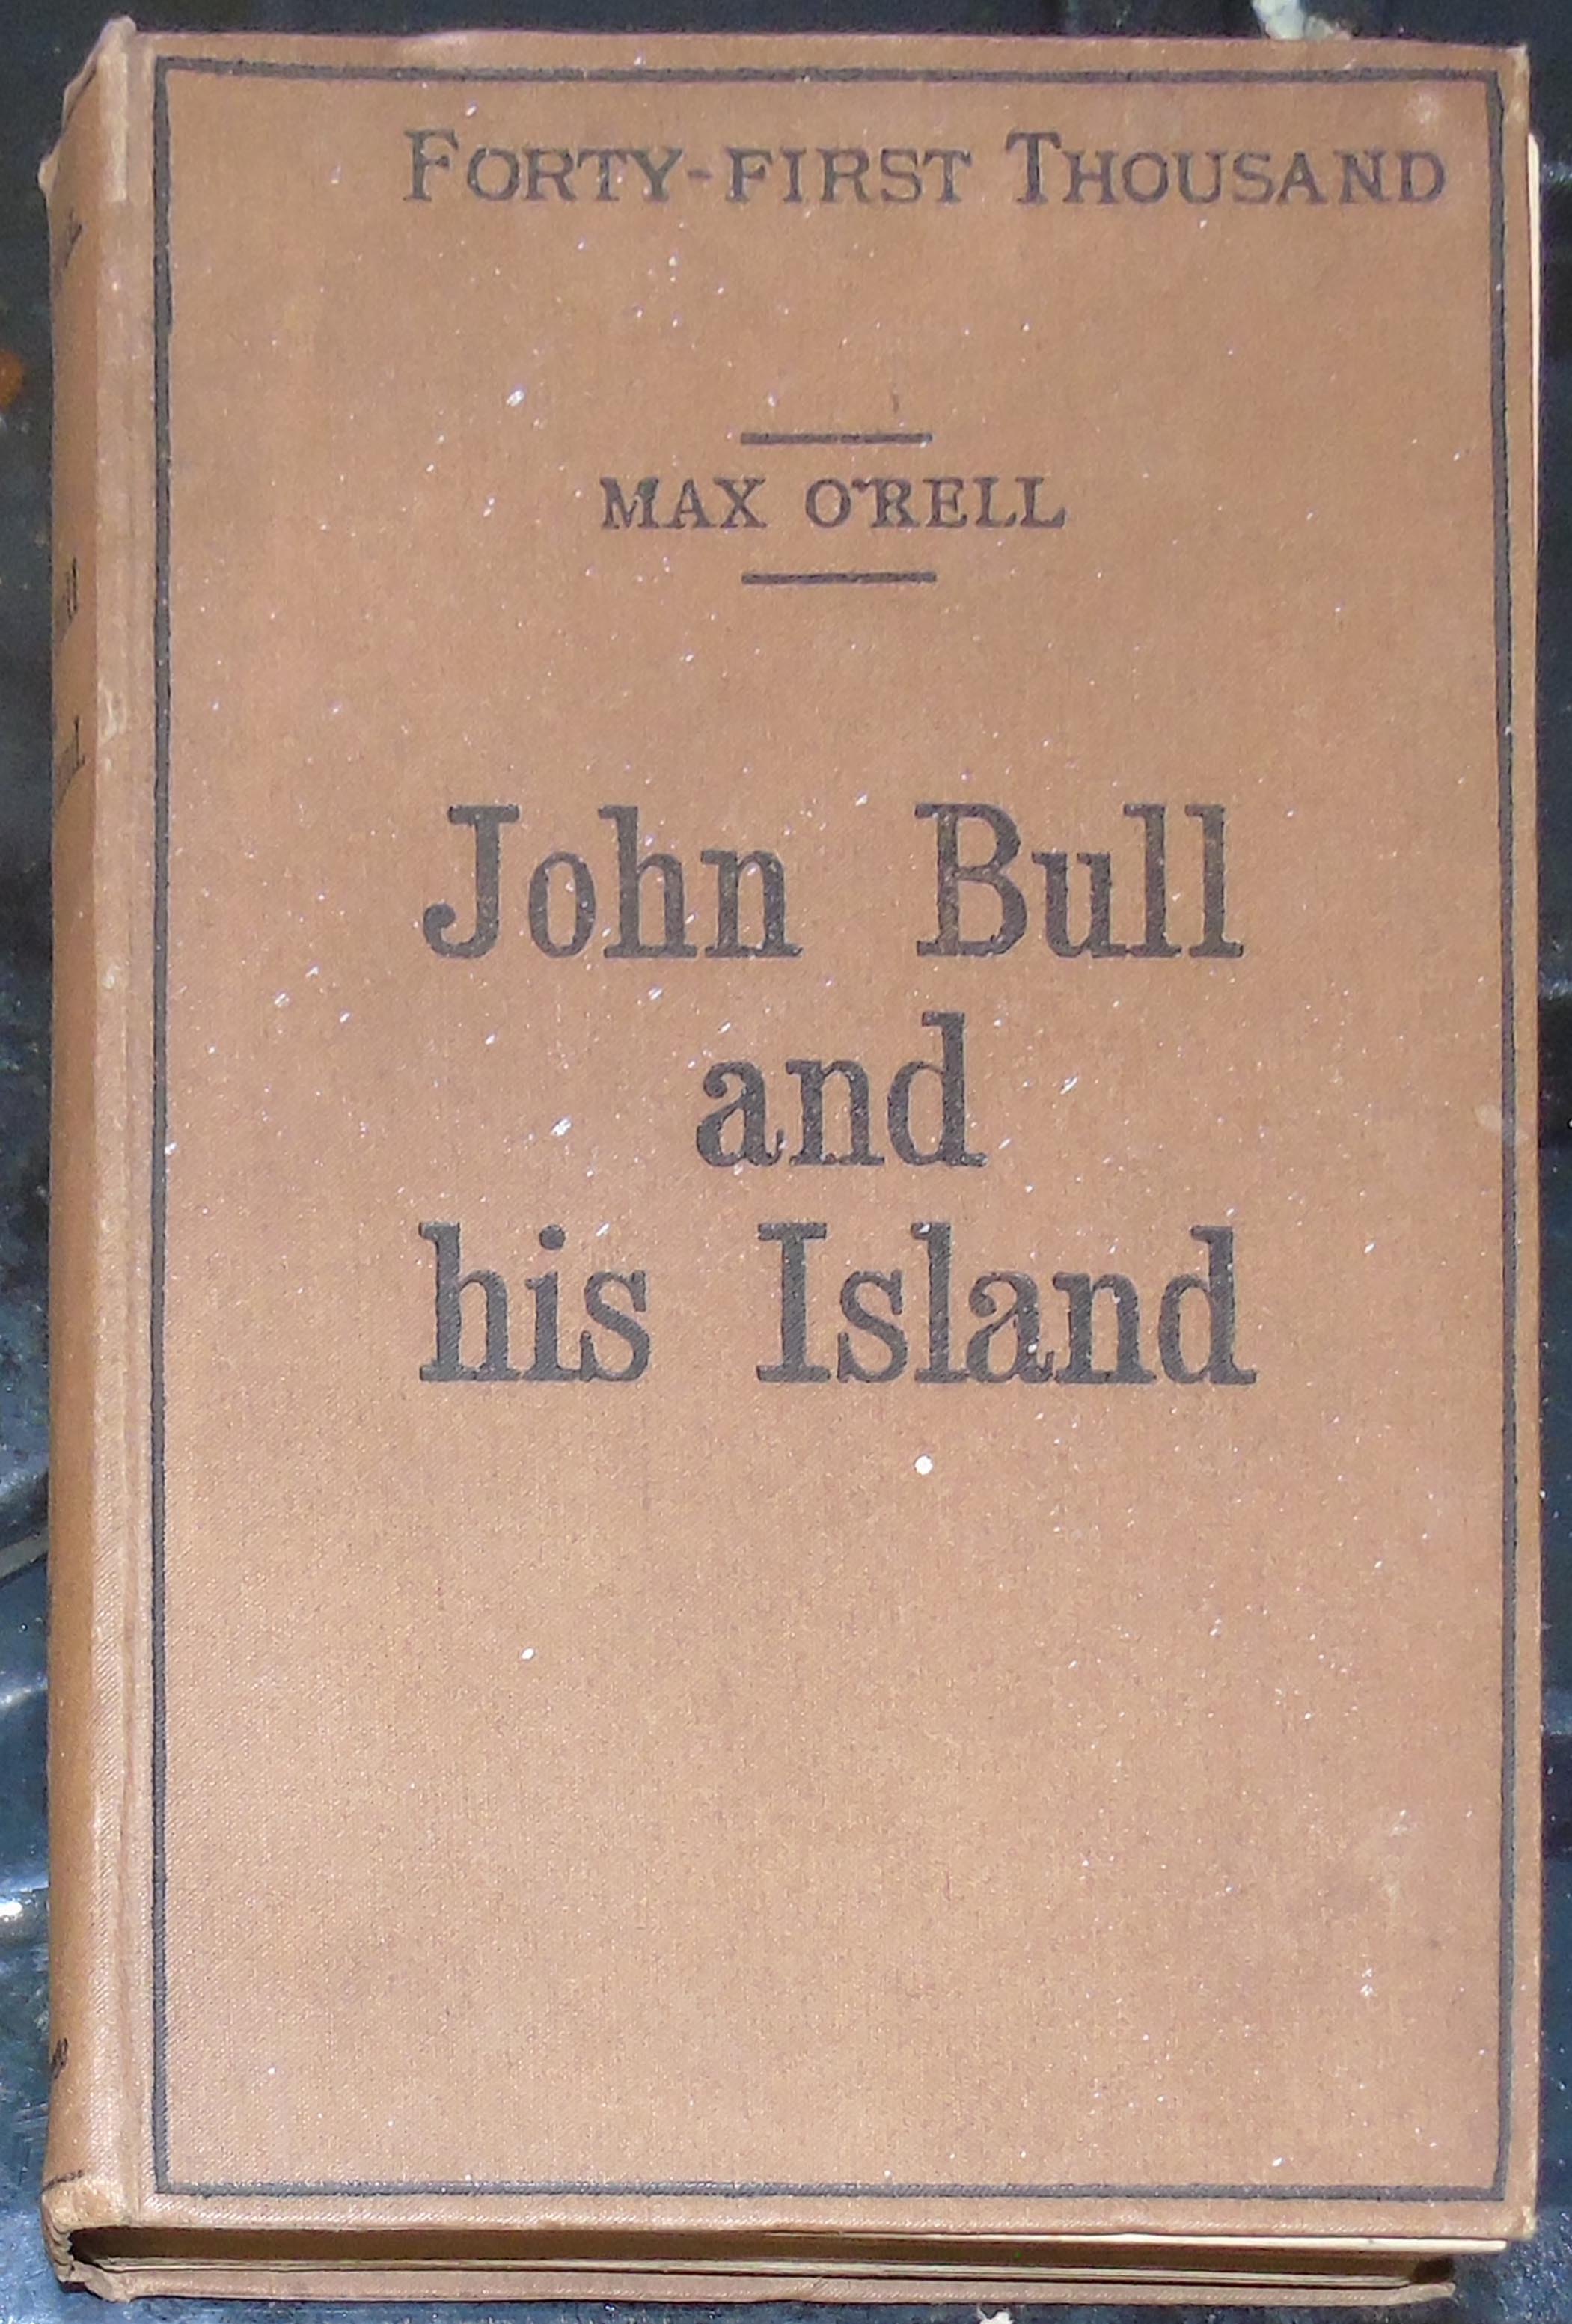 Forty-first Thousand
MAX O'RELL
John Bull
and
his Island